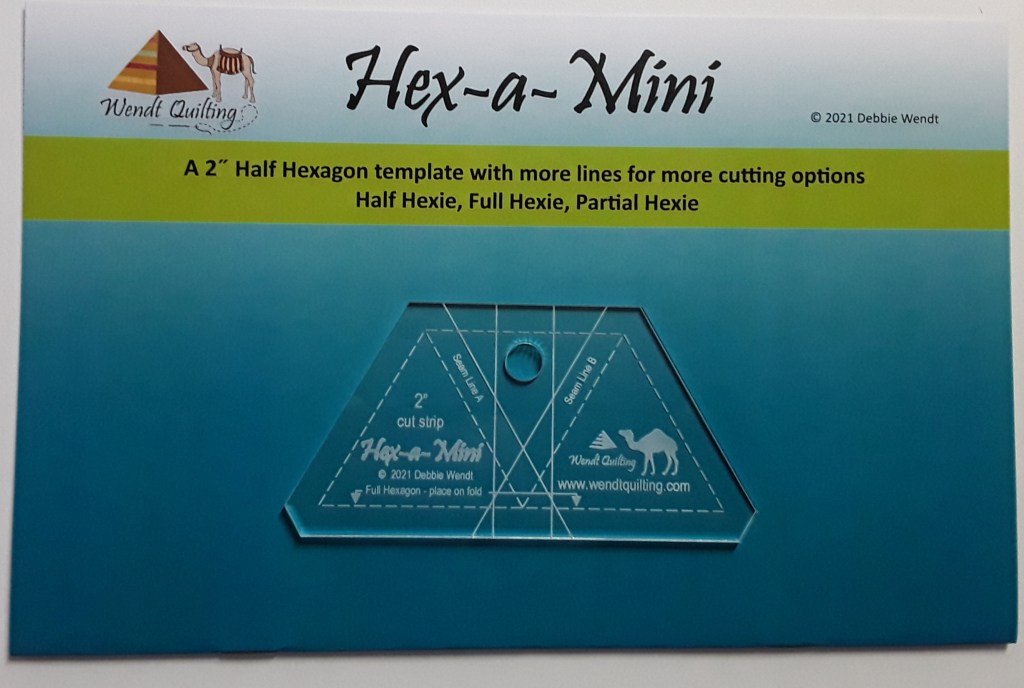 Wendt Quilting
Hex-a-Mini
© 2021 Debbie Wendt
A 2″ Half Hexagon template with more lines for more cutting options
Half Hexie, Full Hexie, Partial Hexie
Seam Line A
Seam Line B
2"
cut strip
Hex-a-Mini
© 2021 Debbie Wendt
Full Hexagon - place on fold
Wendt Quilting
www.wendtquilting.com